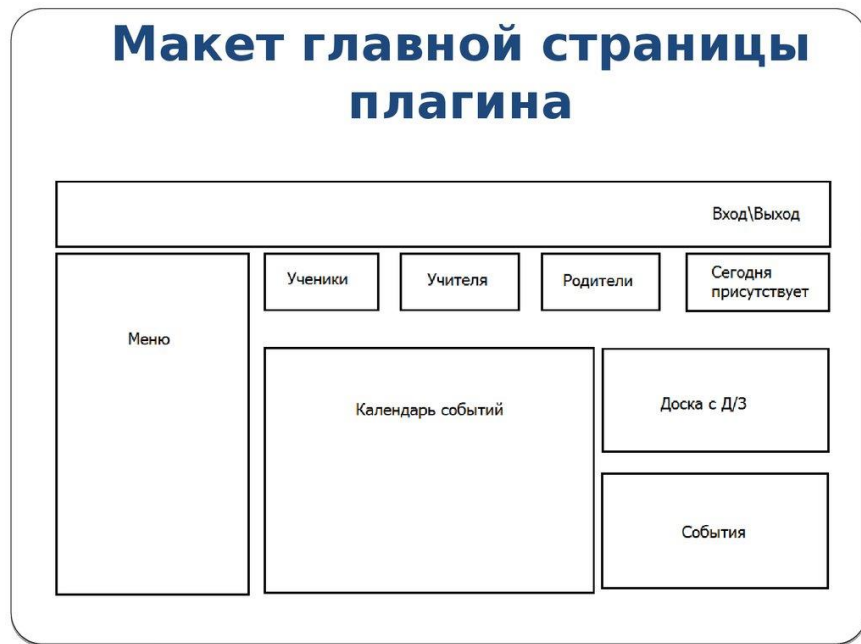 Макет главной страницы
плагина
Вход\Выход
Ученики
Учителя
Родители
Сегодня
присутствует
Меню
Календарь событий
Доска с Д/З
События